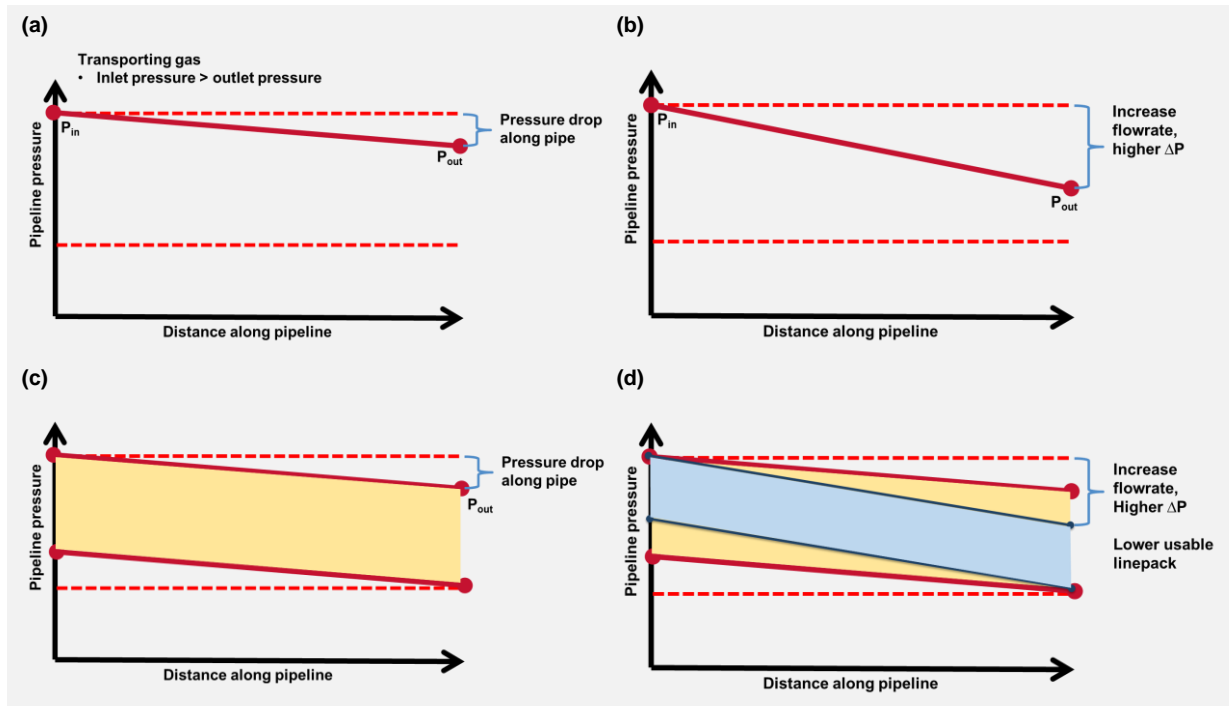 (a)
Transporting gas
• Inlet pressure > outlet pressure
Pipeline pressure
Pin
Pout
Pressure drop
along pipe
Distance along pipeline
(b)
Pipeline pressure
Pin
Pout
Increase
flowrate,
higher ΔP
Distance along pipeline
(c)
Pipeline pressure
Pout
Pressure drop
along pipe
Distance along pipeline
(d)
Pipeline pressure
Increase
flowrate,
Higher ΔP
Lower usable
linepack
Distance along pipeline